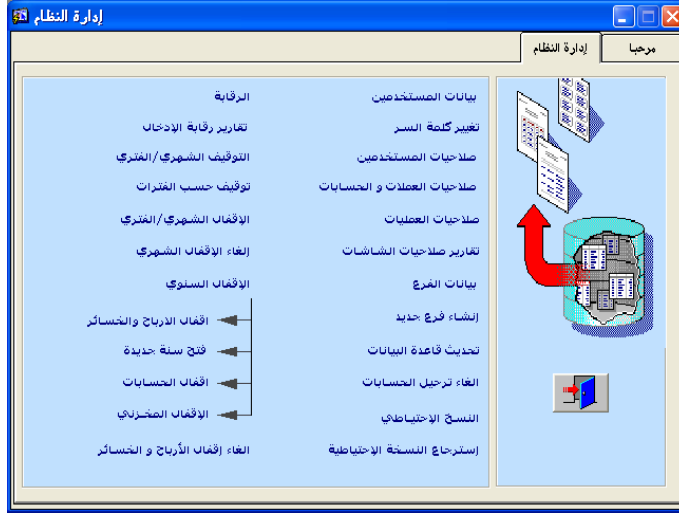 إدارة النظام
مرحبا
إدارة النظام
بيانات المستخدمين
تغيير كلمة السر
صلاحيات المستخدمين
صلاحيات العملات و الحسابات
صلاحيات العمليات
تقارير صلاحيات الشاشات
بيانات الفرع
إنشاء فرع جديد
تحديث قاعدة البيانات
الغاء ترحيل الحسابات
النسخ الإحتياطي
إسترجاع النسخة الإحتياطية
الرقابة
تقارير رقابة الإدخال
التوقيف الشهري/الفتري
توقيف حسب الفترات
الإقفال الشهري/الفتري
إلغاء الإقفال الشهري
الإقفال السنوي
اقفال الارباح والخسائر
فتح سنة جديدة
اقفال الحسابات
الإقفال المخزني
الغاء إقفال الأرباح و الخسائر